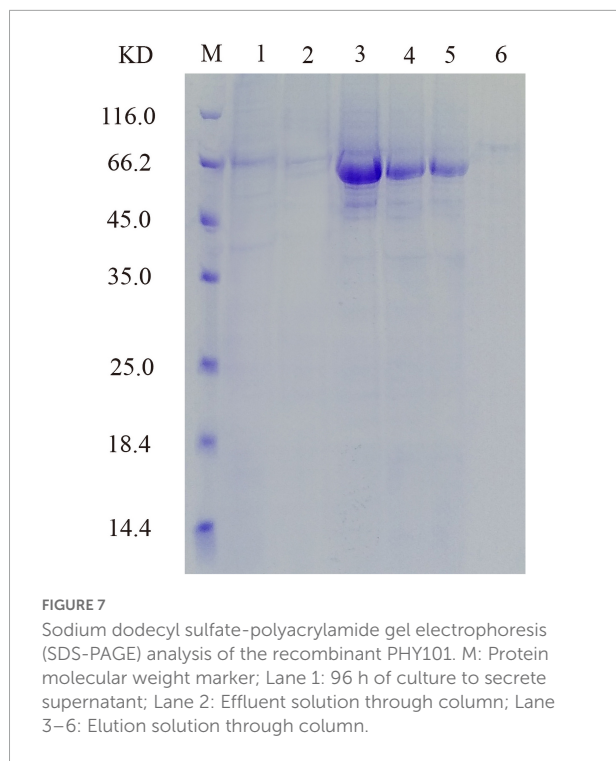 KD M 1 2 3 4 5 6
116.0
66.2
45.0
35.0
25.0
18.4
14.4
FIGURE 7
Sodium dodecyl sulfate-polyacrylamide gel electrophoresis
(SDS-PAGE) analysis of the recombinant PHY101. M: Protein
molecular weight marker; Lane 1: 96 h of culture to secrete
supernatant; Lane 2: Effluent solution through column; Lane
3–6: Elution solution through column.